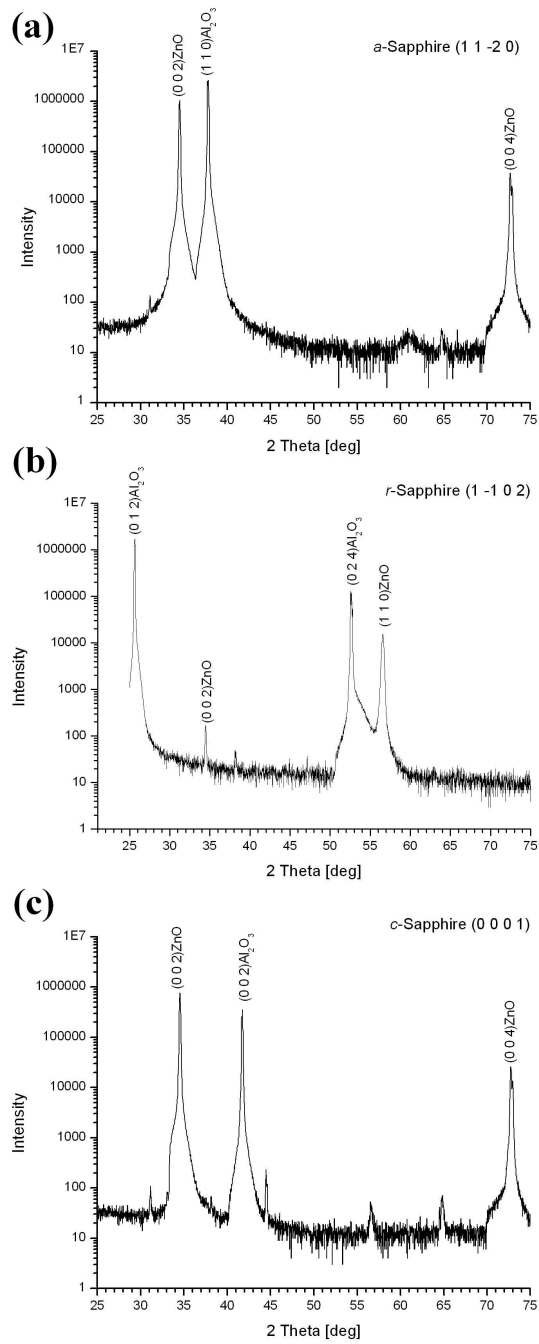 (a)
a-Sapphire (1 1 -2 0)
(0 0 2)ZnO
(1 1 0)Al₂O₃
(0 0 4)ZnO
1E7
1000000
100000
10000
1000
100
10
1
Intensity
25 30 35 40 45 50 55 60 65 70 75
2 Theta [deg]
(b)
r-Sapphire (1 -1 0 2)
(0 1 2)Al₂O₃
(0 0 2)ZnO
(0 2 4)Al₂O₃
(1 1 0)ZnO
1E7
1000000
100000
10000
1000
100
10
1
Intensity
25 30 35 40 45 50 55 60 65 70 75
2 Theta [deg]
(c)
c-Sapphire (0 0 0 1)
(0 0 2)ZnO
(0 0 2)Al₂O₃
(0 0 4)ZnO
1E7
1000000
100000
10000
1000
100
10
1
Intensity
25 30 35 40 45 50 55 60 65 70 75
2 Theta [deg]